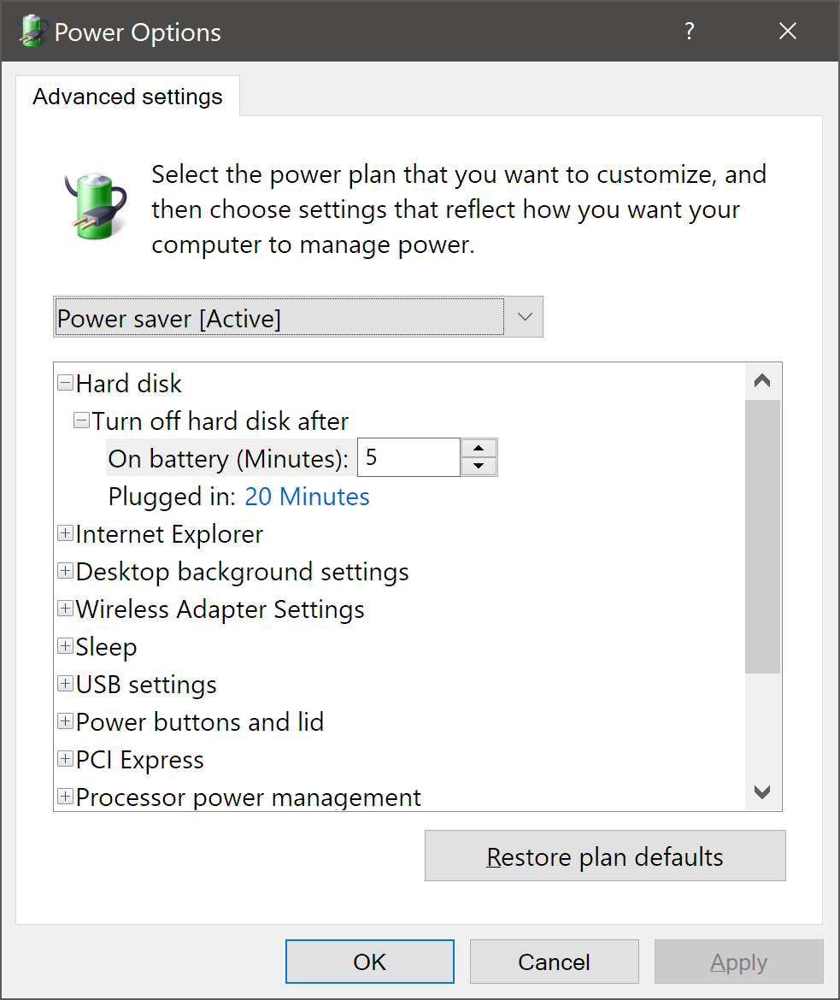 Power Options
?
Advanced settings
Select the power plan that you want to customize, and
then choose settings that reflect how you want your
computer to manage power.
Power saver [Active]
Hard disk
Turn off hard disk after
On battery (Minutes): 5
Plugged in: 20 Minutes
Internet Explorer
Desktop background settings
Wireless Adapter Settings
Sleep
USB settings
Power buttons and lid
PCI Express
Processor power management
Restore plan defaults
OK Cancel Apply